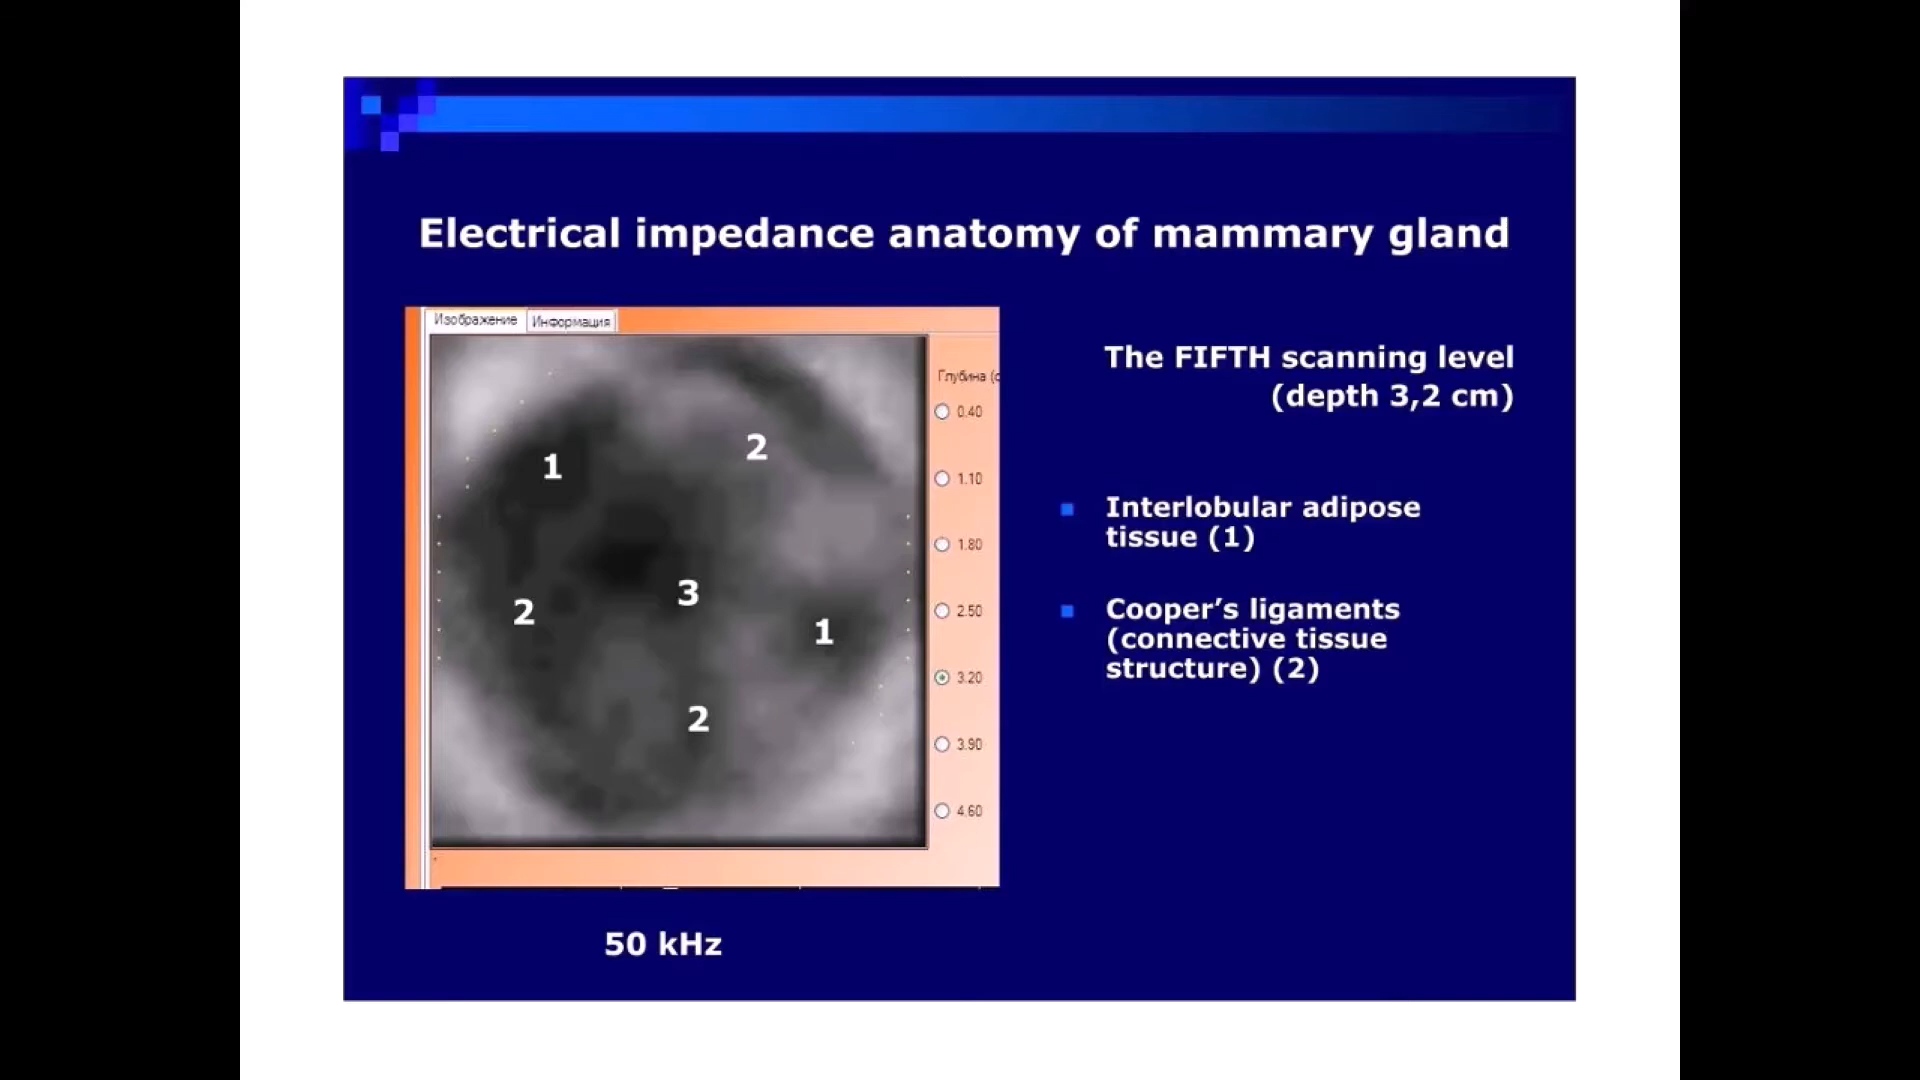 Electrical impedance anatomy of mammary gland
Изображение
Информация
Глубина (с
0.40
1.10
1.80
2.50
3.20
3.90
4.60
1
2
3
2
1
2
50 kHz
The FIFTH scanning level
(depth 3,2 cm)
Interlobular adipose
tissue (1)
Cooper’s ligaments
(connective tissue
structure) (2)